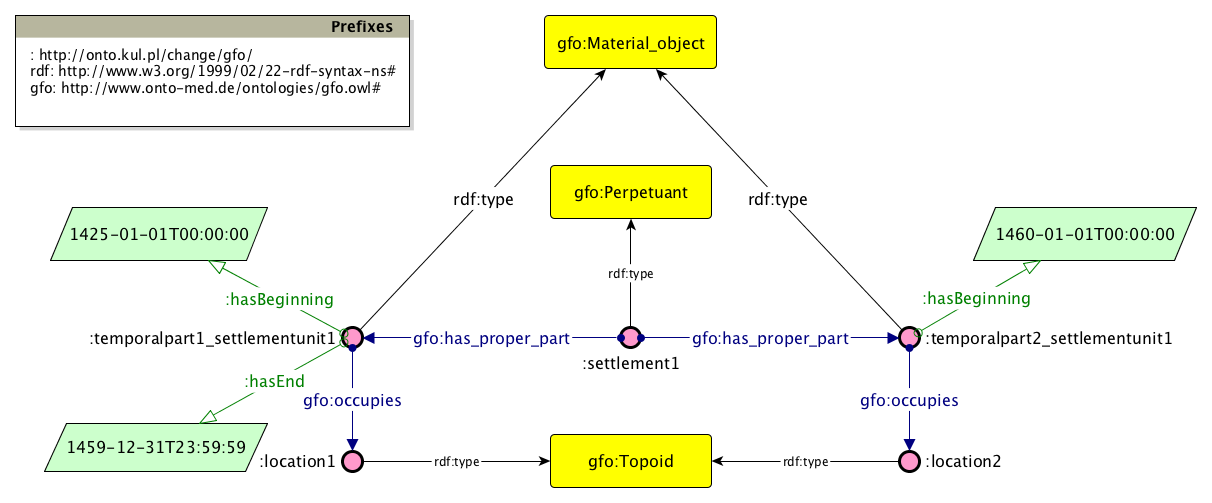 Prefixes
: http://onto.kul.pl/change/gfo/
rdf: http://www.w3.org/1999/02/22-rdf-syntax-ns#
gfo: http://www.onto-med.de/ontologies/gfo.owl#
gfo:Material_object
rdf:type
rdf:type
gfo:Perpetuant
1425-01-01T00:00:00
1460-01-01T00:00:00
rdf:type
:hasBeginning
:hasBeginning
:temporalpart1_settlementunit1
gfo:has_proper_part
gfo:has_proper_part
:temporalpart2_settlementunit1
:settlement1
:hasEnd
gfo:occupies
gfo:occupies
1459-12-31T23:59:59
:location1
rdf:type
gfo:Topoid
rdf:type
:location2